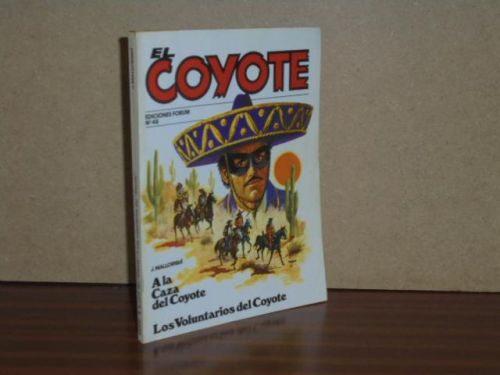 EL
COYOTE
EDICIONES FORUM
Nº 48
J. MALLORQUÍ
A la
Caza
del Coyote
Los Voluntarios del Coyote